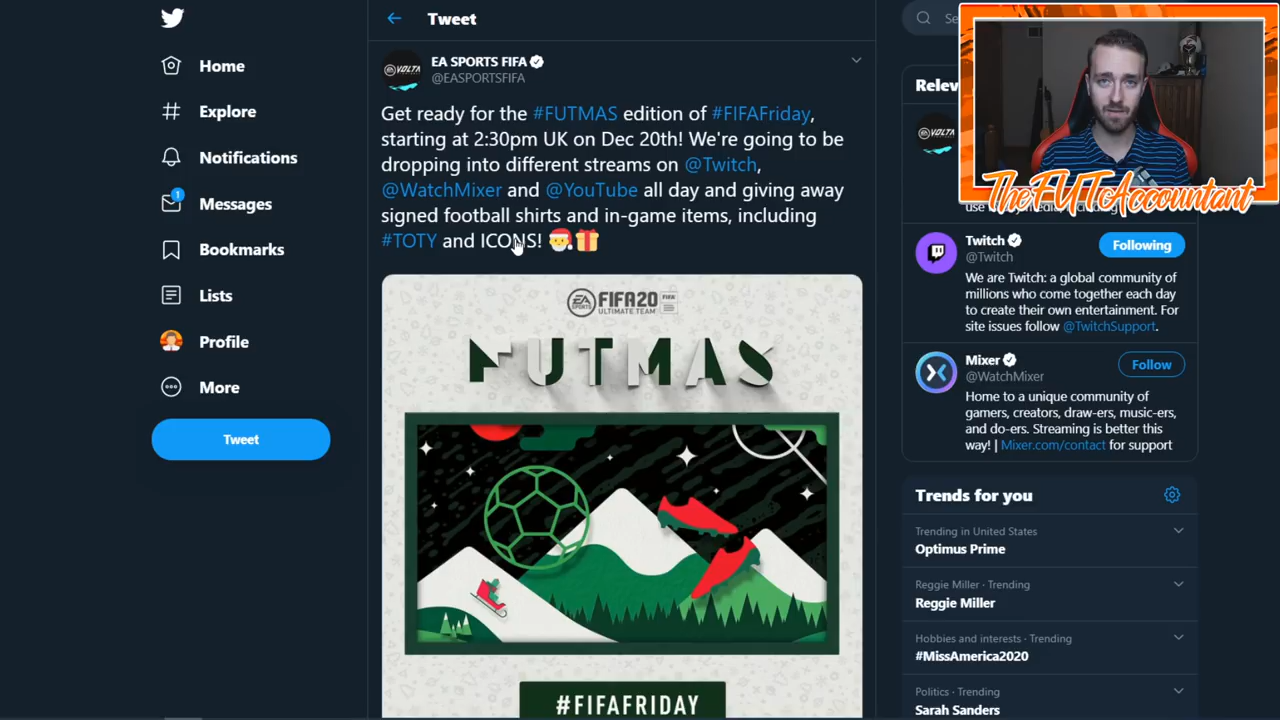 Home
Explore
Notifications
1
Messages
Bookmarks
Lists
Profile
More
Tweet
Tweet
EA SPORTS FIFA
@EASPORTSFIFA
Get ready for the #FUTMAS edition of #FIFAFriday,
starting at 2:30pm UK on Dec 20th! We're going to be
dropping into different streams on @Twitch,
@WatchMixer and @YouTube all day and giving away
signed football shirts and in-game items, including
#TOTY and ICONS!
EA SPORTS FIFA20 FIFA
ULTIMATE TEAM
FUTMAS
#FIFAFRIDAY
Se
TheFUTAccountant
Relev
VOLTA
Twitch
@Twitch
Following
We are Twitch: a global community of
millions who come together each day
to create their own entertainment. For
site issues follow @TwitchSupport.
Mixer
@WatchMixer
Follow
Home to a unique community of
gamers, creators, draw-ers, music-ers,
and do-ers. Streaming is better this
way! | Mixer.com/contact for support
Trends for you
Trending in United States
Optimus Prime
Reggie Miller · Trending
Reggie Miller
Hobbies and interests · Trending
#MissAmerica2020
Politics · Trending
Sarah Sanders